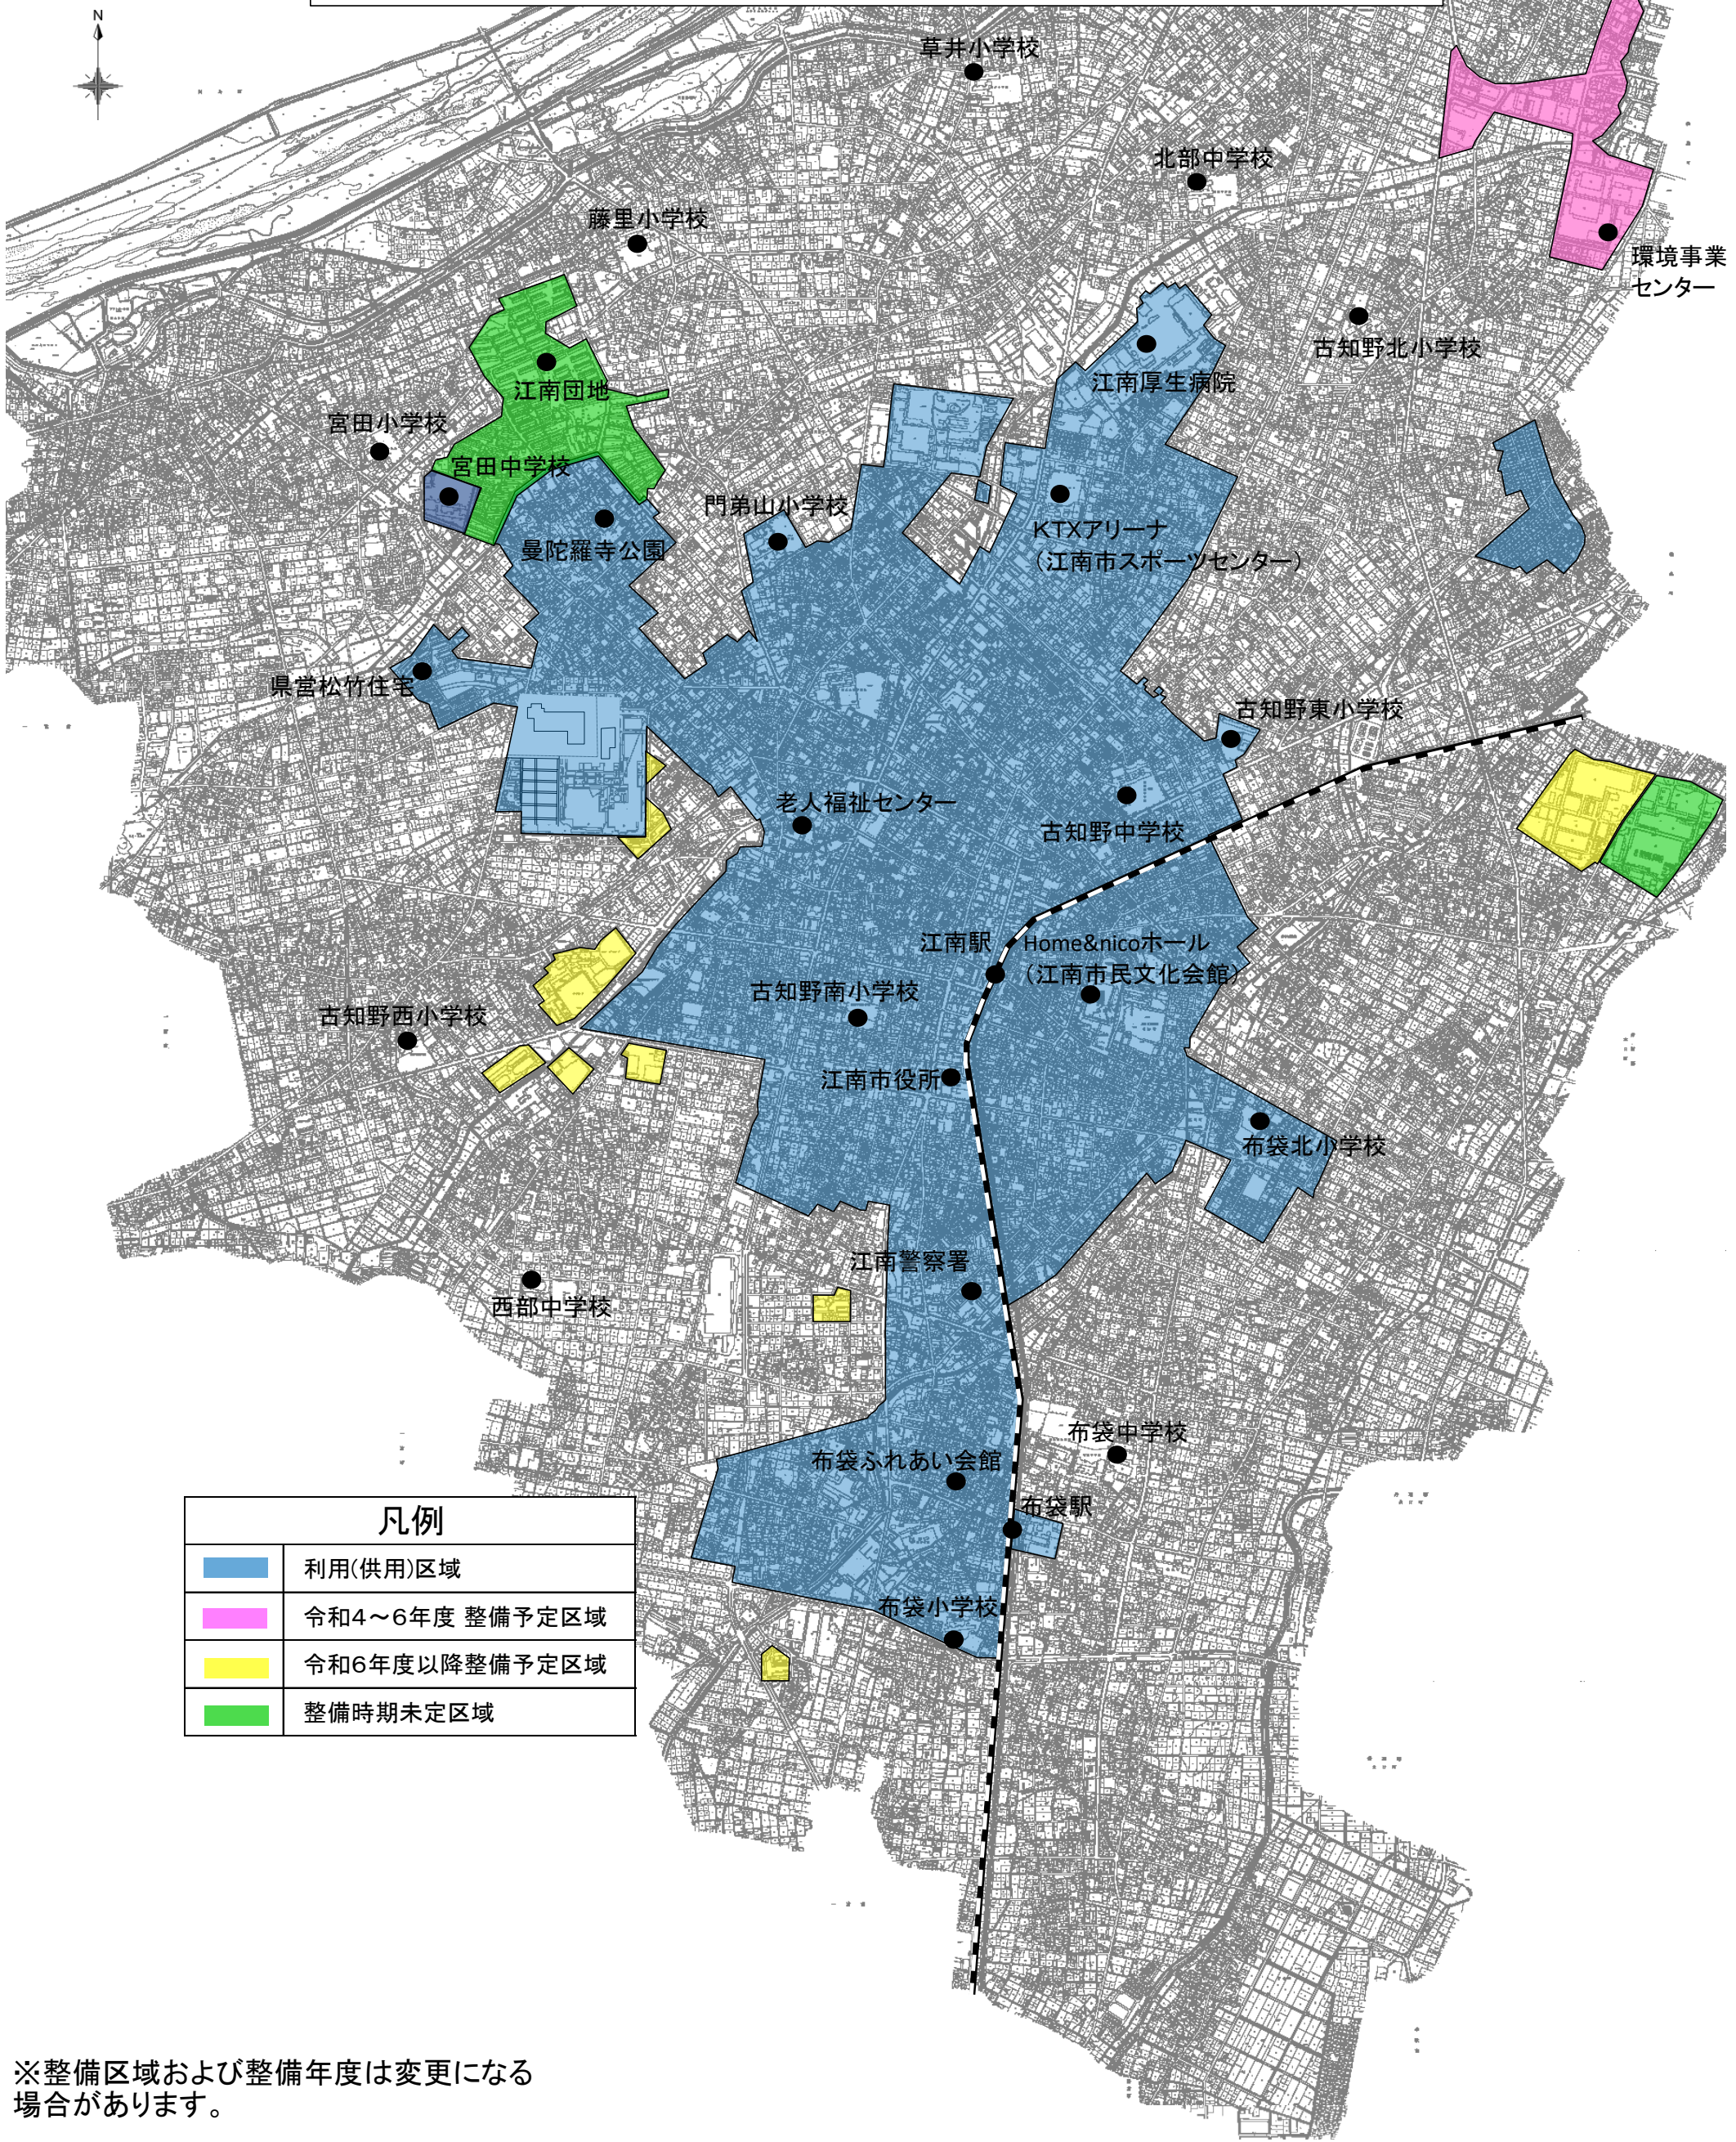 N
草井小学校
北部中学校
藤里小学校
環境事業
センター
古知野北小学校
江南厚生病院
江南団地
宮田小学校
宮田中学校
門弟山小学校
KTXアリーナ
（江南市スポーツセンター）
曼陀羅寺公園
県営松竹住宅
古知野東小学校
老人福祉センター
古知野中学校
江南駅
Home&nicoホール
（江南市民文化会館）
古知野南小学校
古知野西小学校
江南市役所
布袋北小学校
江南警察署
西部中学校
布袋中学校
布袋ふれあい会館
布袋駅
布袋小学校
凡例
利用(供用)区域
令和4～6年度 整備予定区域
令和6年度以降整備予定区域
整備時期未定区域
※整備区域および整備年度は変更になる
場合があります。